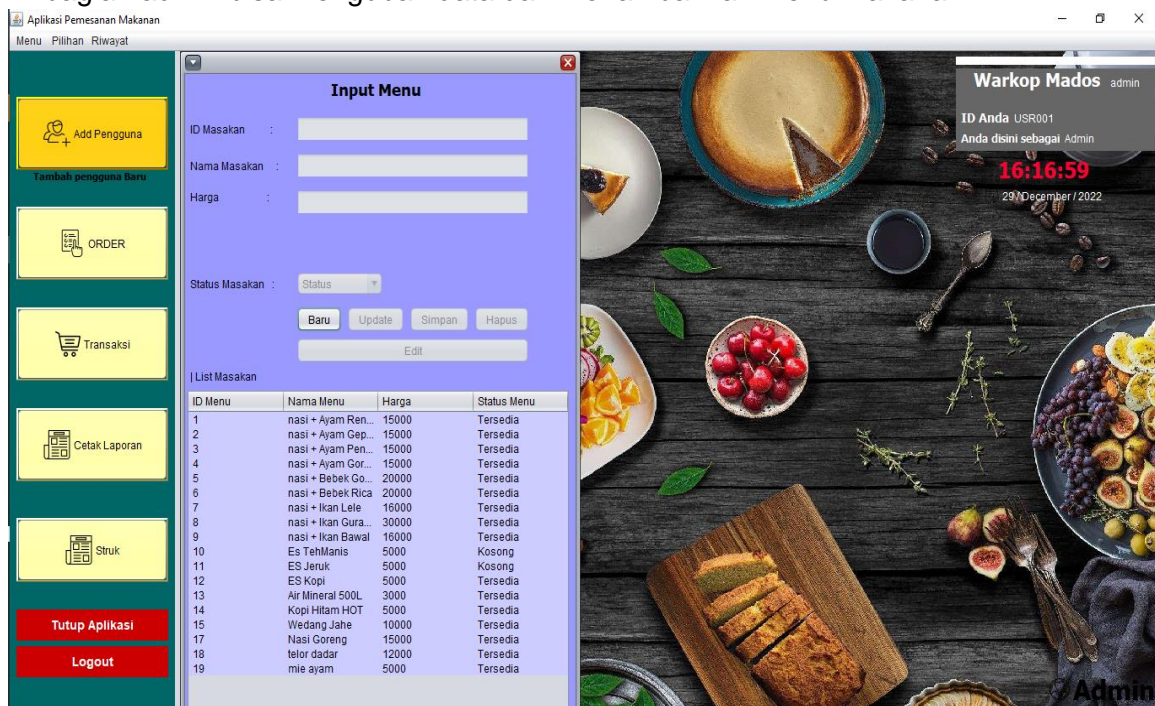 Aplikasi Pemesanan Makanan
Menu Pilihan Riwayat
Add Pengguna
Tambah pengguna Baru
ORDER
Transaksi
Cetak Laporan
Struk
Tutup Aplikasi
Logout
Input Menu
ID Masakan :
Nama Masakan :
Harga :
Status Masakan : Status
Baru Update Simpan Hapus
Edit
| List Masakan
ID Menu Nama Menu Harga Status Menu
1 nasi + Ayam Ren... 15000 Tersedia
2 nasi + Ayam Gep... 15000 Tersedia
3 nasi + Ayam Pen... 15000 Tersedia
4 nasi + Ayam Gor... 15000 Tersedia
5 nasi + Bebek Go... 20000 Tersedia
6 nasi + Bebek Rica 20000 Tersedia
7 nasi + Ikan Lele 16000 Tersedia
8 nasi + Ikan Gura... 30000 Tersedia
9 nasi + Ikan Bawal 16000 Tersedia
10 Es TehManis 5000 Kosong
11 ES Jeruk 5000 Kosong
12 ES Kopi 5000 Tersedia
13 Air Mineral 500L 3000 Tersedia
14 Kopi Hitam HOT 5000 Tersedia
15 Wedang Jahe 10000 Tersedia
17 Nasi Goreng 15000 Tersedia
18 telor dadar 12000 Tersedia
19 mie ayam 5000 Tersedia
Warkop Mados admin
ID Anda USR001
Anda disini sebagai Admin
16:16:59
29 / December / 2022
Admin